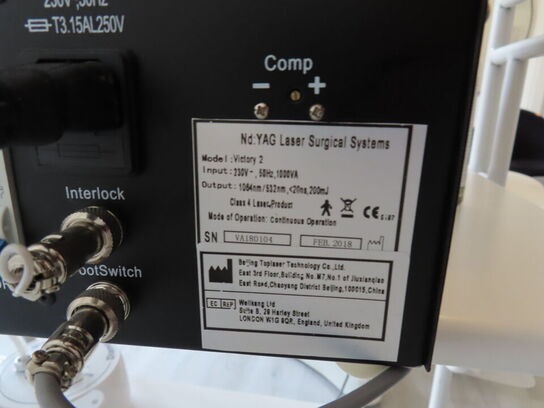 230V ,50Hz
T3.15AL250V
Comp
− +
Interlock
ootSwitch
Nd:YAG Laser Surgical Systems
Model: Victory 2
Input: 230V~, 50Hz, 1000VA
Output: 1064nm/532nm, <20ns, 200mJ
Class 4 Laser Product
Mode of Operation: Continuous Operation
CE
SN VA180104 FEB. 2018
Beijing Toplaser Technology Co.,Ltd.
East 3rd Floor,Building No.M7,No.1 of Jiuxianqiao
East Road,Chaoyang District Beijing,100015,China
EC REP Wellkang Ltd
Suite B, 29 Harley Street
LONDON W1G 9QR, England, United Kingdom